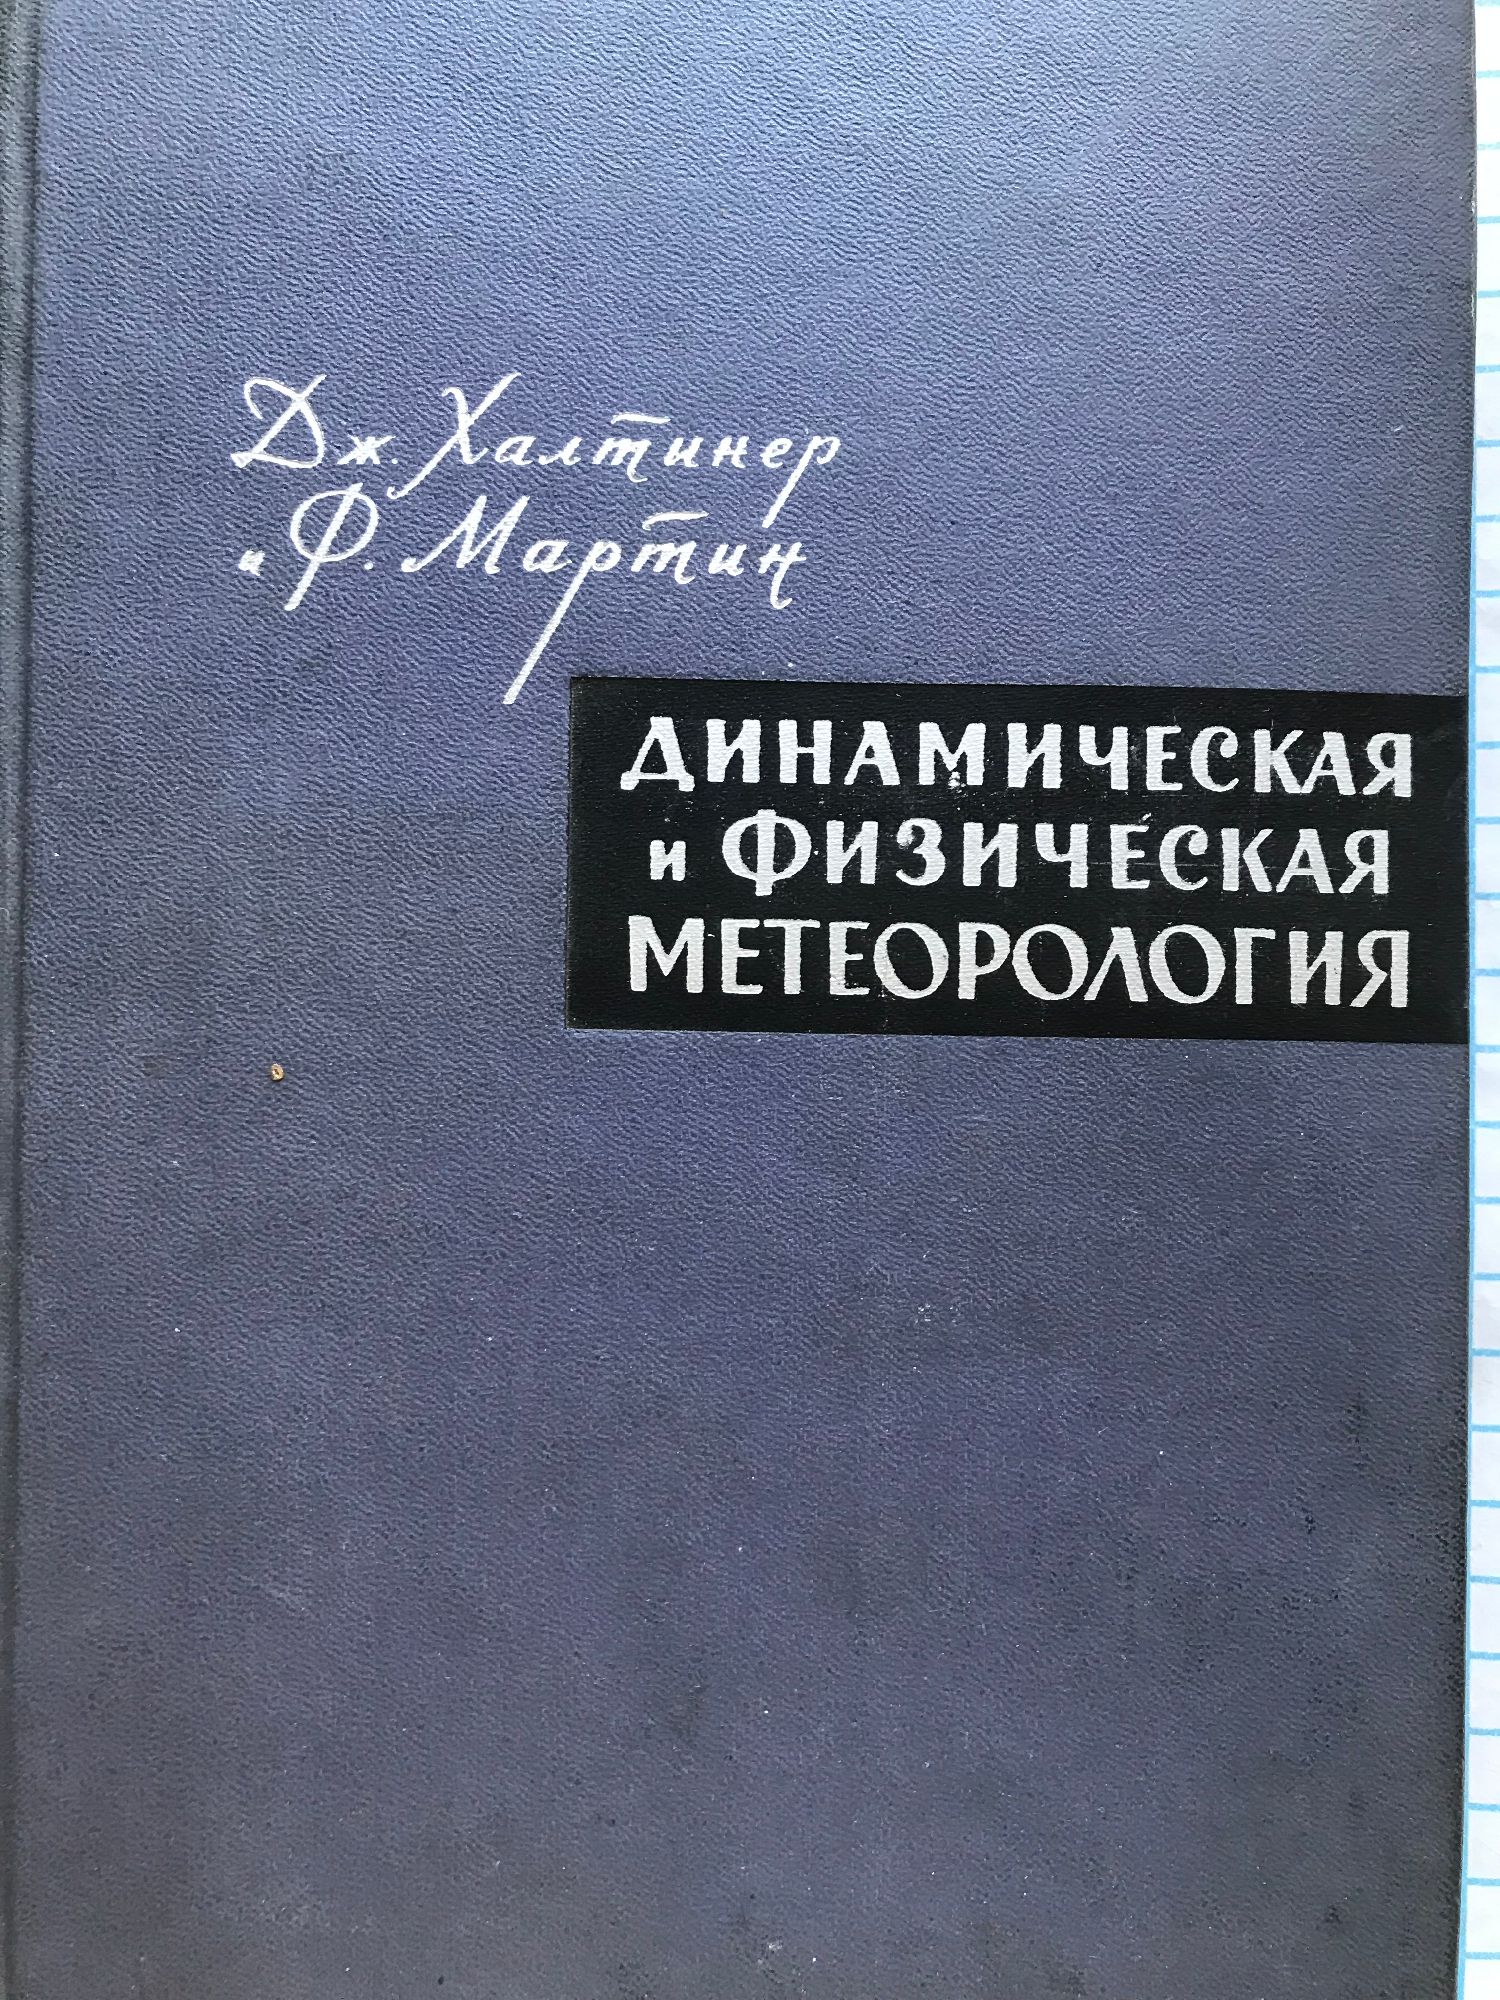 Дж. Халтинер
и Ф. Мартин
ДИНАМИЧЕСКАЯ
и ФИЗИЧЕСКАЯ
МЕТЕОРОЛОГИЯ